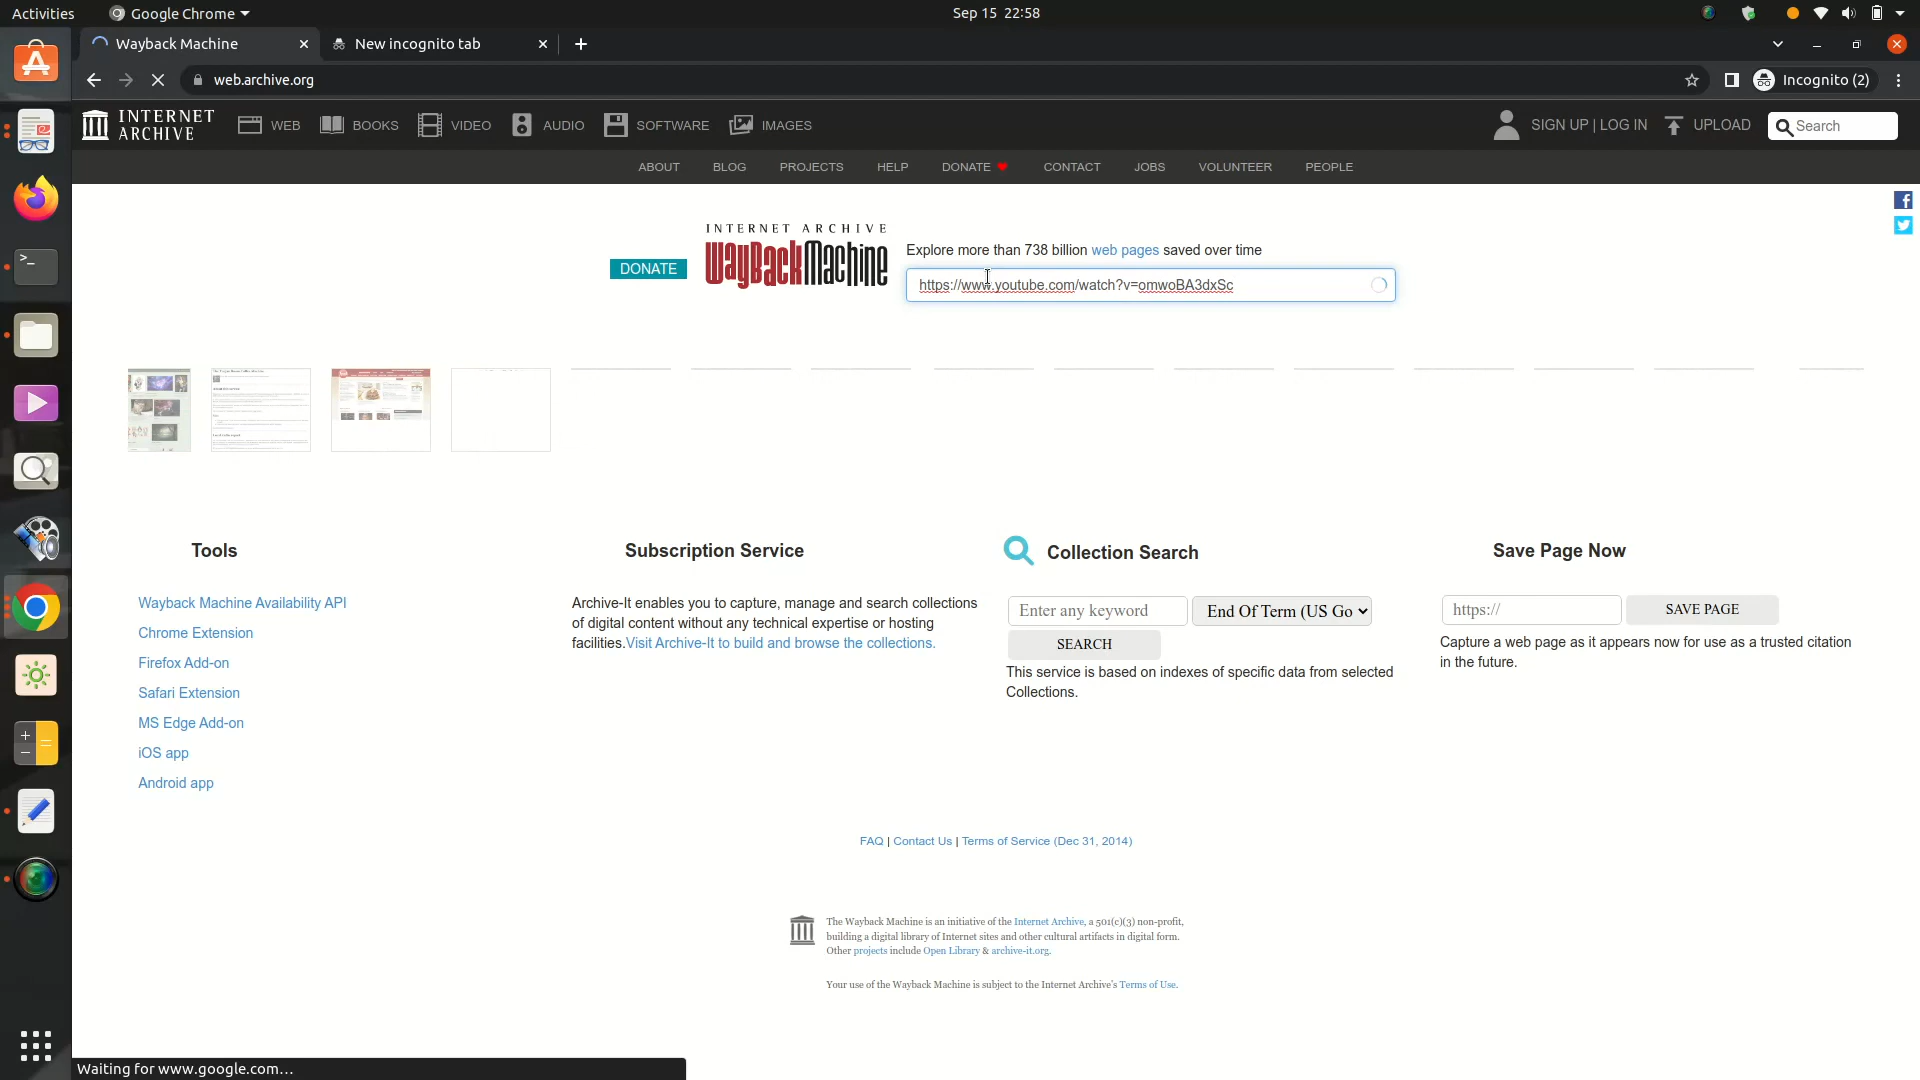 Activities
Google Chrome
Sep 15 22:58
Wayback Machine
New incognito tab
web.archive.org
Incognito (2)
INTERNET ARCHIVE
WEB
BOOKS
VIDEO
AUDIO
SOFTWARE
IMAGES
SIGN UP | LOG IN
UPLOAD
Search
ABOUT
BLOG
PROJECTS
HELP
DONATE
CONTACT
JOBS
VOLUNTEER
PEOPLE
DONATE
INTERNET ARCHIVE
WayBackMachine
Explore more than 738 billion web pages saved over time
https://www.youtube.com/watch?v=omwoBA3dxSc
Tools
Wayback Machine Availability API
Chrome Extension
Firefox Add-on
Safari Extension
MS Edge Add-on
iOS app
Android app
Subscription Service
Archive-It enables you to capture, manage and search collections
of digital content without any technical expertise or hosting
facilities.Visit Archive-It to build and browse the collections.
Collection Search
Enter any keyword
End Of Term (US Go
SEARCH
This service is based on indexes of specific data from selected
Collections.
Save Page Now
https://
SAVE PAGE
Capture a web page as it appears now for use as a trusted citation
in the future.
FAQ | Contact Us | Terms of Service (Dec 31, 2014)
The Wayback Machine is an initiative of the Internet Archive, a 501(c)(3) non-profit,
building a digital library of Internet sites and other cultural artifacts in digital form.
Other projects include Open Library & archive-it.org.
Your use of the Wayback Machine is subject to the Internet Archive's Terms of Use.
Waiting for www.google.com…